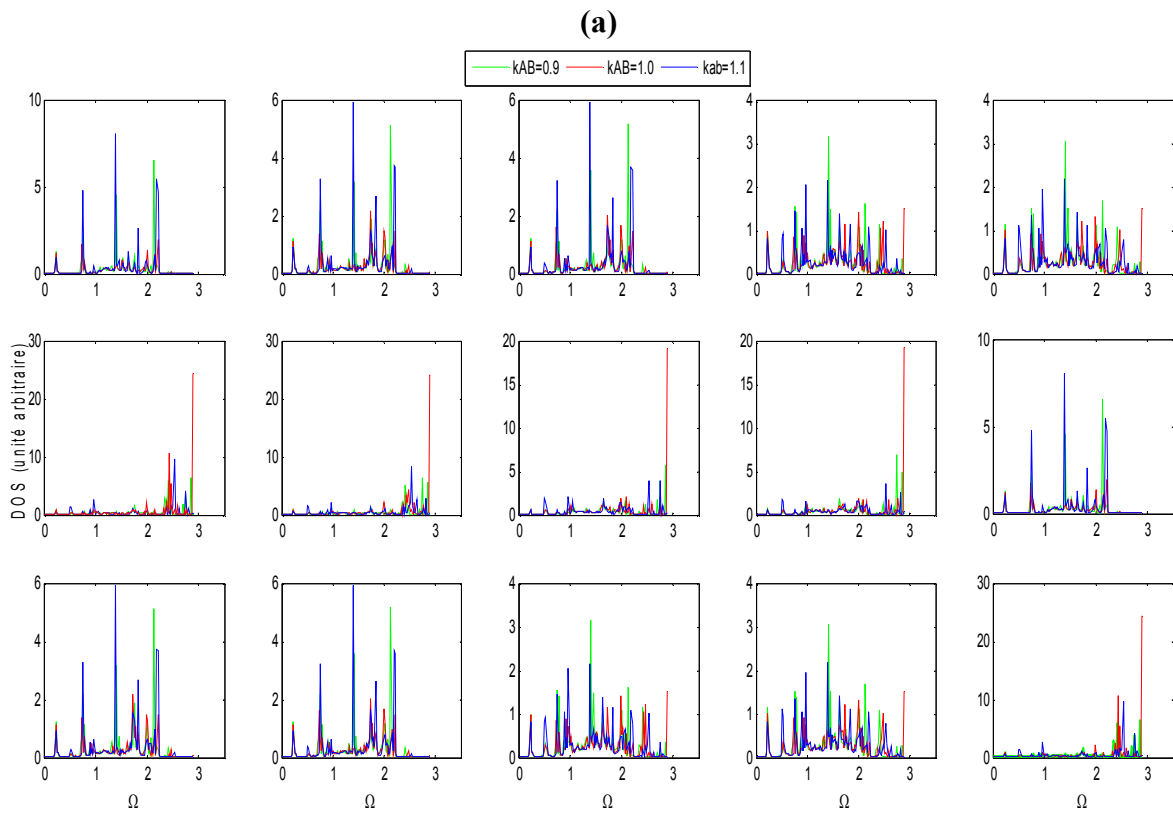 (a)
kAB=0.9 kAB=1.0 kab=1.1
10 6 6 4 4
3 3
4 4
5 2 2
2 2
1 1
0 0 0 0 0
0 1 2 3 0 1 2 3 0 1 2 3 0 1 2 3 0 1 2 3
DOS (unité arbitraire)
30 30 20 20 10
15 15
20 20
10 10 5
10 10
5 5
0 0 0 0 0
0 1 2 3 0 1 2 3 0 1 2 3 0 1 2 3 0 1 2 3
6 6 4 4 30
3 3
4 4 20
2 2
2 2 10
1 1
0 0 0 0 0
0 1 2 3 0 1 2 3 0 1 2 3 0 1 2 3 0 1 2 3
Ω Ω Ω Ω Ω